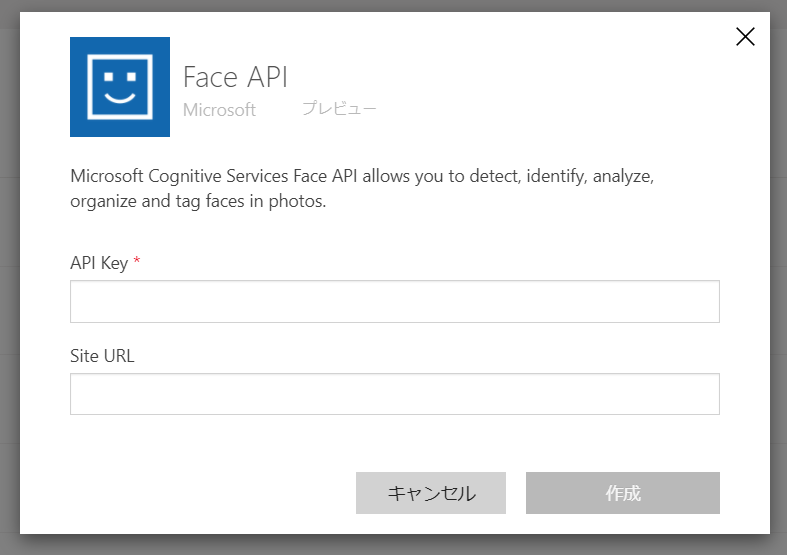 Face API
Microsoft プレビュー
Microsoft Cognitive Services Face API allows you to detect, identify, analyze,
organize and tag faces in photos.
API Key *
Site URL
キャンセル 作成